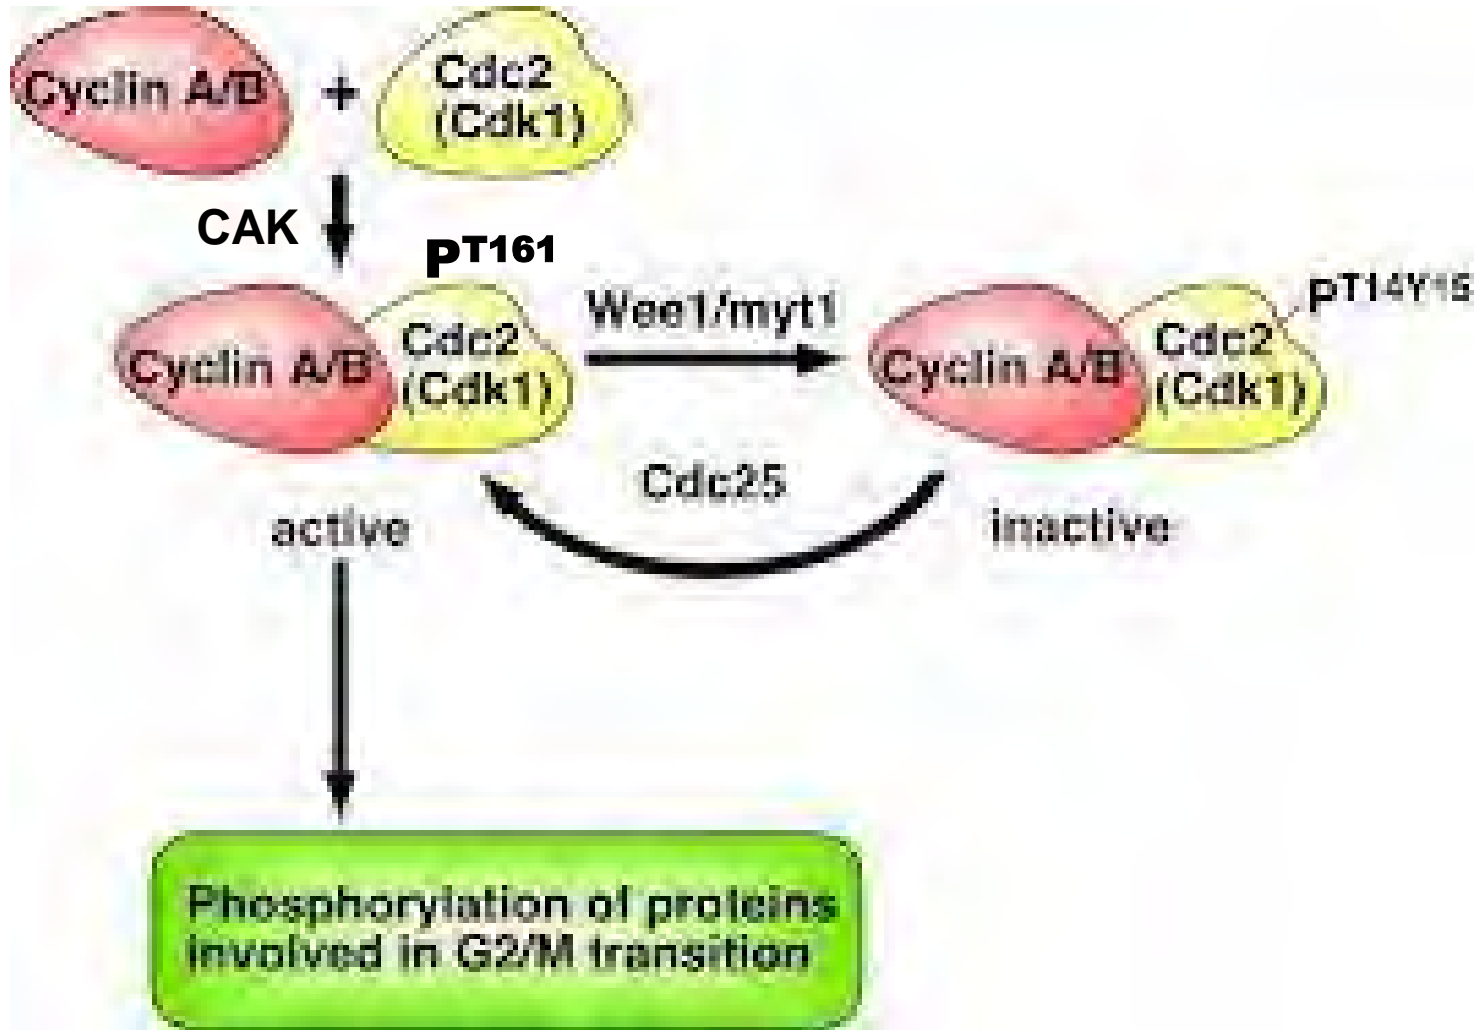 Cyclin A/B + Cdc2
(Cdk1)
CAK
pT161
Wee1/myt1
pT14Y15
Cyclin A/B Cdc2
(Cdk1)
Cyclin A/B Cdc2
(Cdk1)
Cdc25
active
inactive
Phosphorylation of proteins
involved in G2/M transition